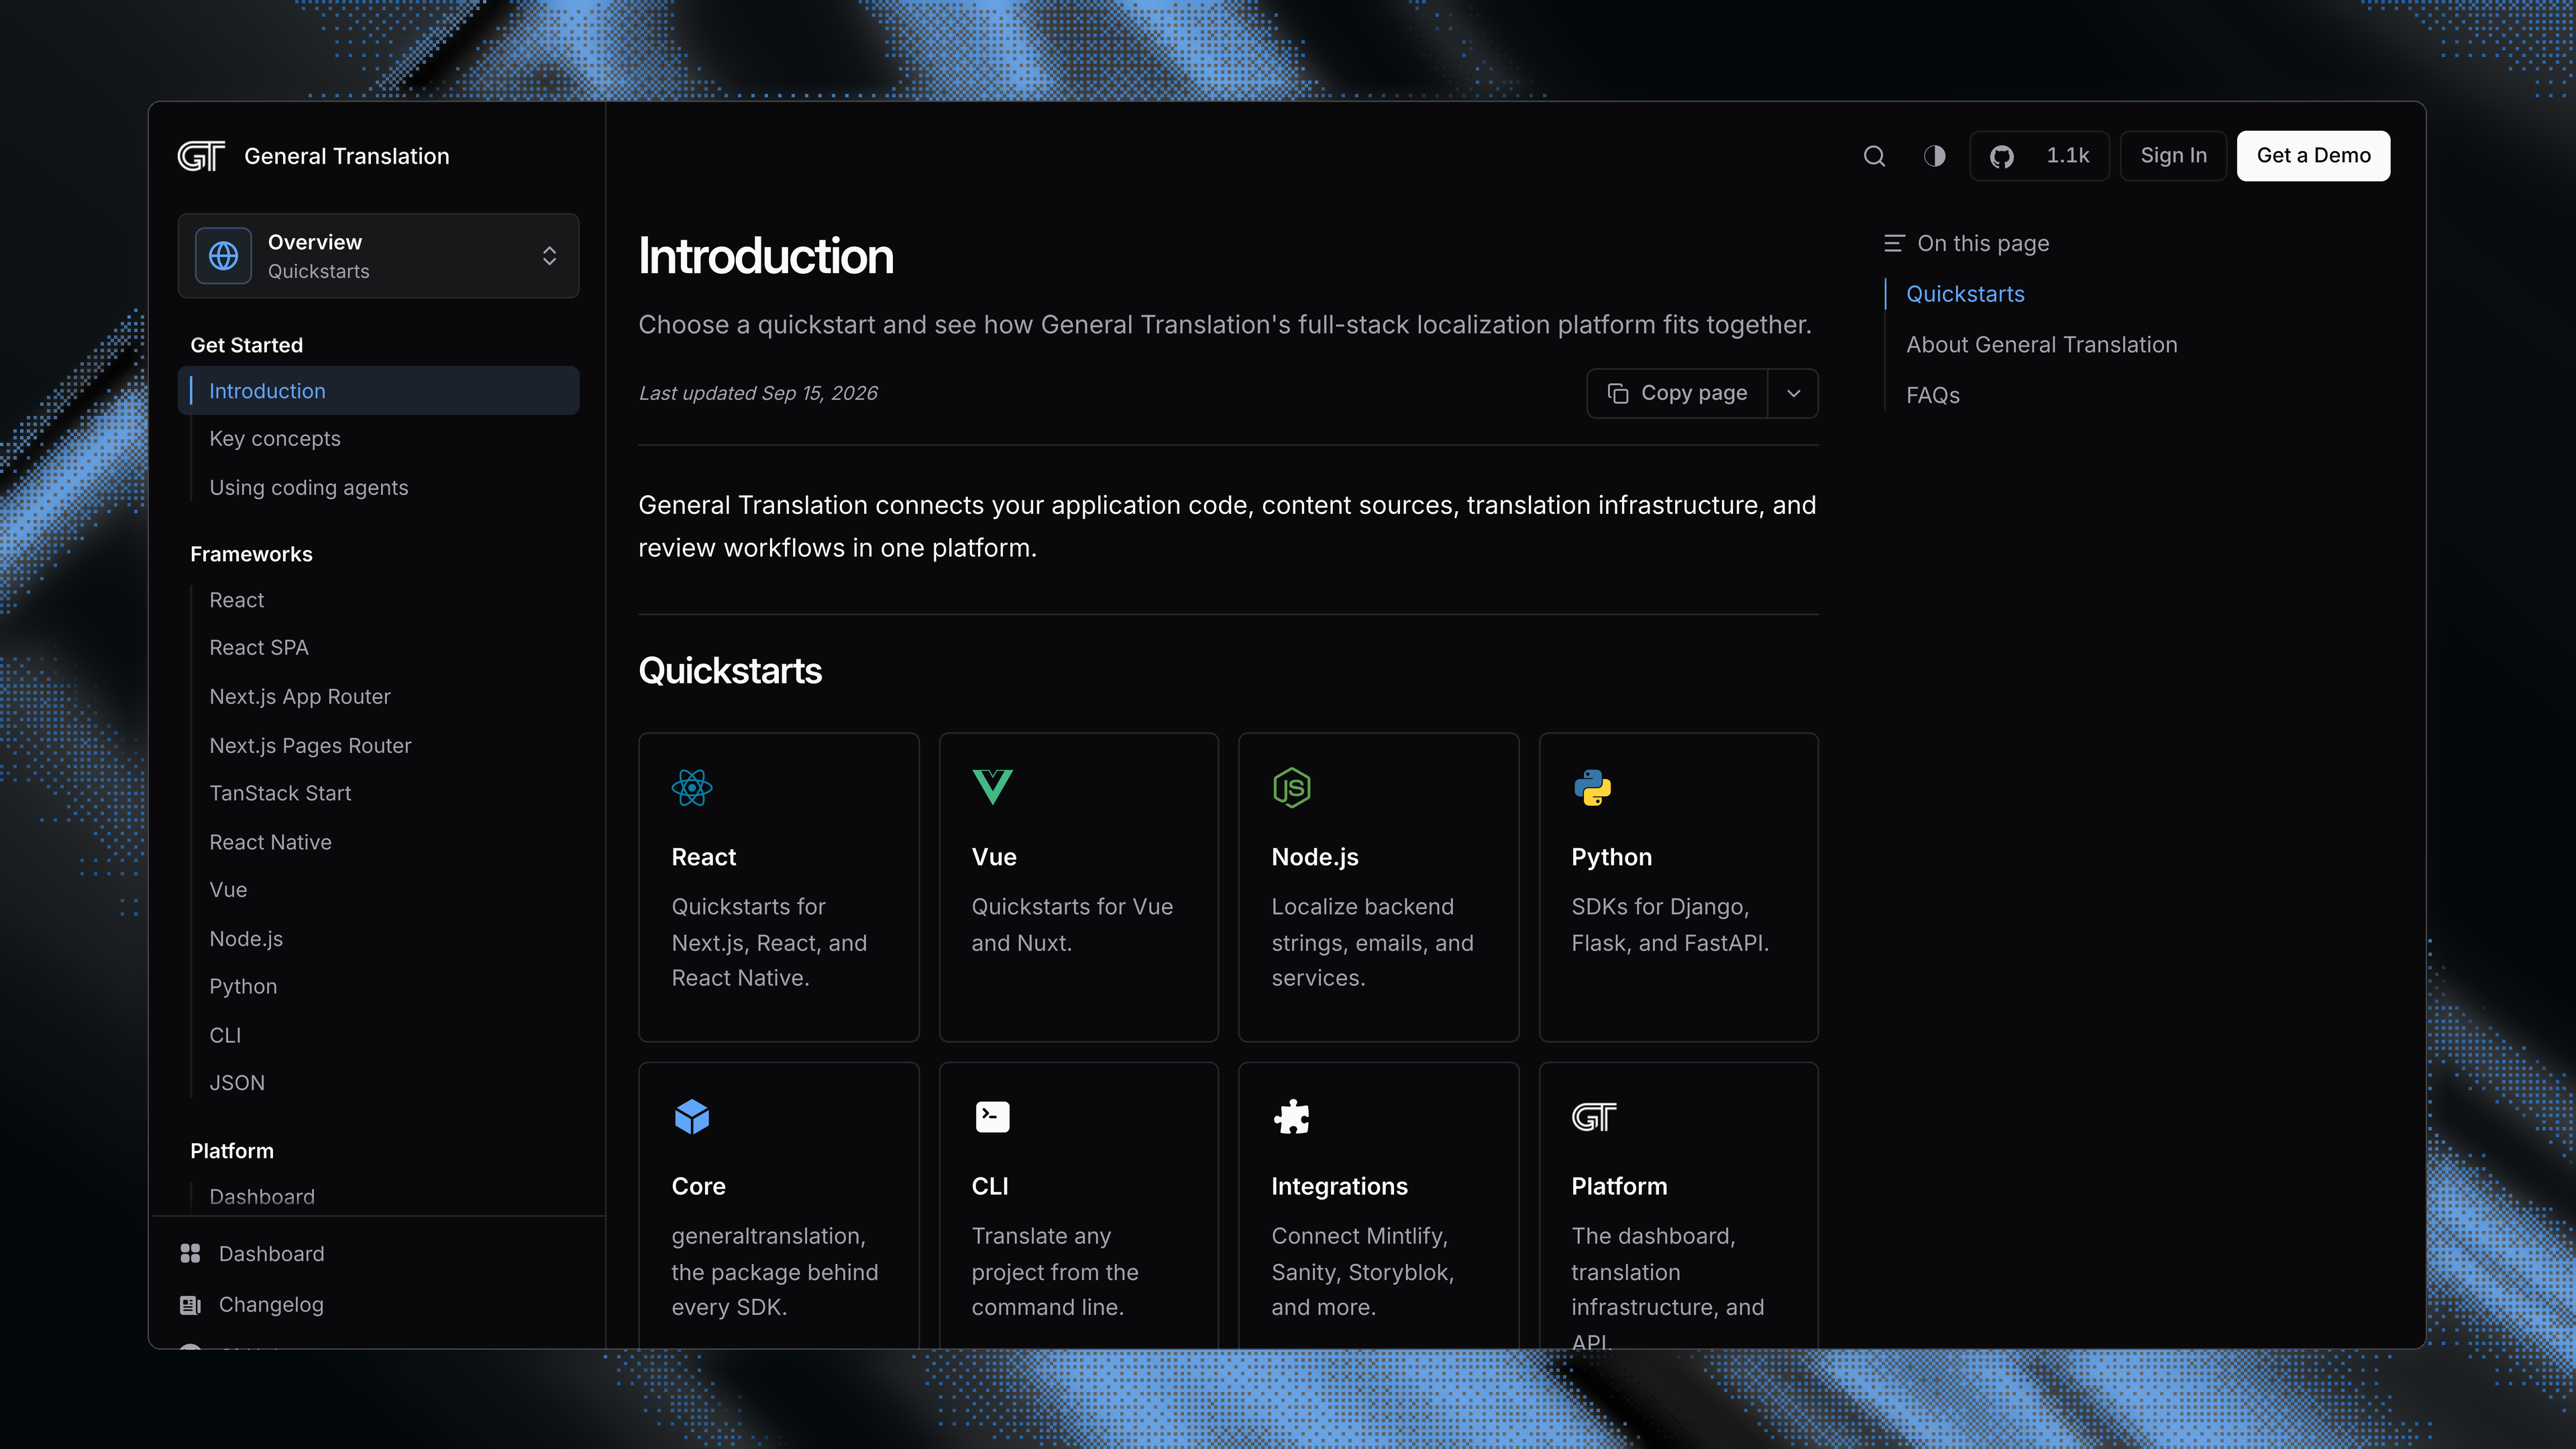 GT General Translation
Overview
Quickstarts
Get Started
Introduction
Key concepts
Using coding agents
Frameworks
React
React SPA
Next.js App Router
Next.js Pages Router
TanStack Start
React Native
Vue
Node.js
Python
CLI
JSON
Platform
Dashboard
Dashboard
Changelog
1.1k
Sign In
Get a Demo
Introduction
Choose a quickstart and see how General Translation's full-stack localization platform fits together.
Last updated Sep 15, 2026
Copy page
General Translation connects your application code, content sources, translation infrastructure, and
review workflows in one platform.
Quickstarts
JS
React
Quickstarts for
Next.js, React, and
React Native.
Vue
Quickstarts for Vue
and Nuxt.
Node.js
Localize backend
strings, emails, and
services.
Python
SDKs for Django,
Flask, and FastAPI.
Core
generaltranslation,
the package behind
every SDK.
CLI
Translate any
project from the
command line.
Integrations
Connect Mintlify,
Sanity, Storyblok,
and more.
GT
Platform
The dashboard,
translation
infrastructure, and
API.
On this page
Quickstarts
About General Translation
FAQs